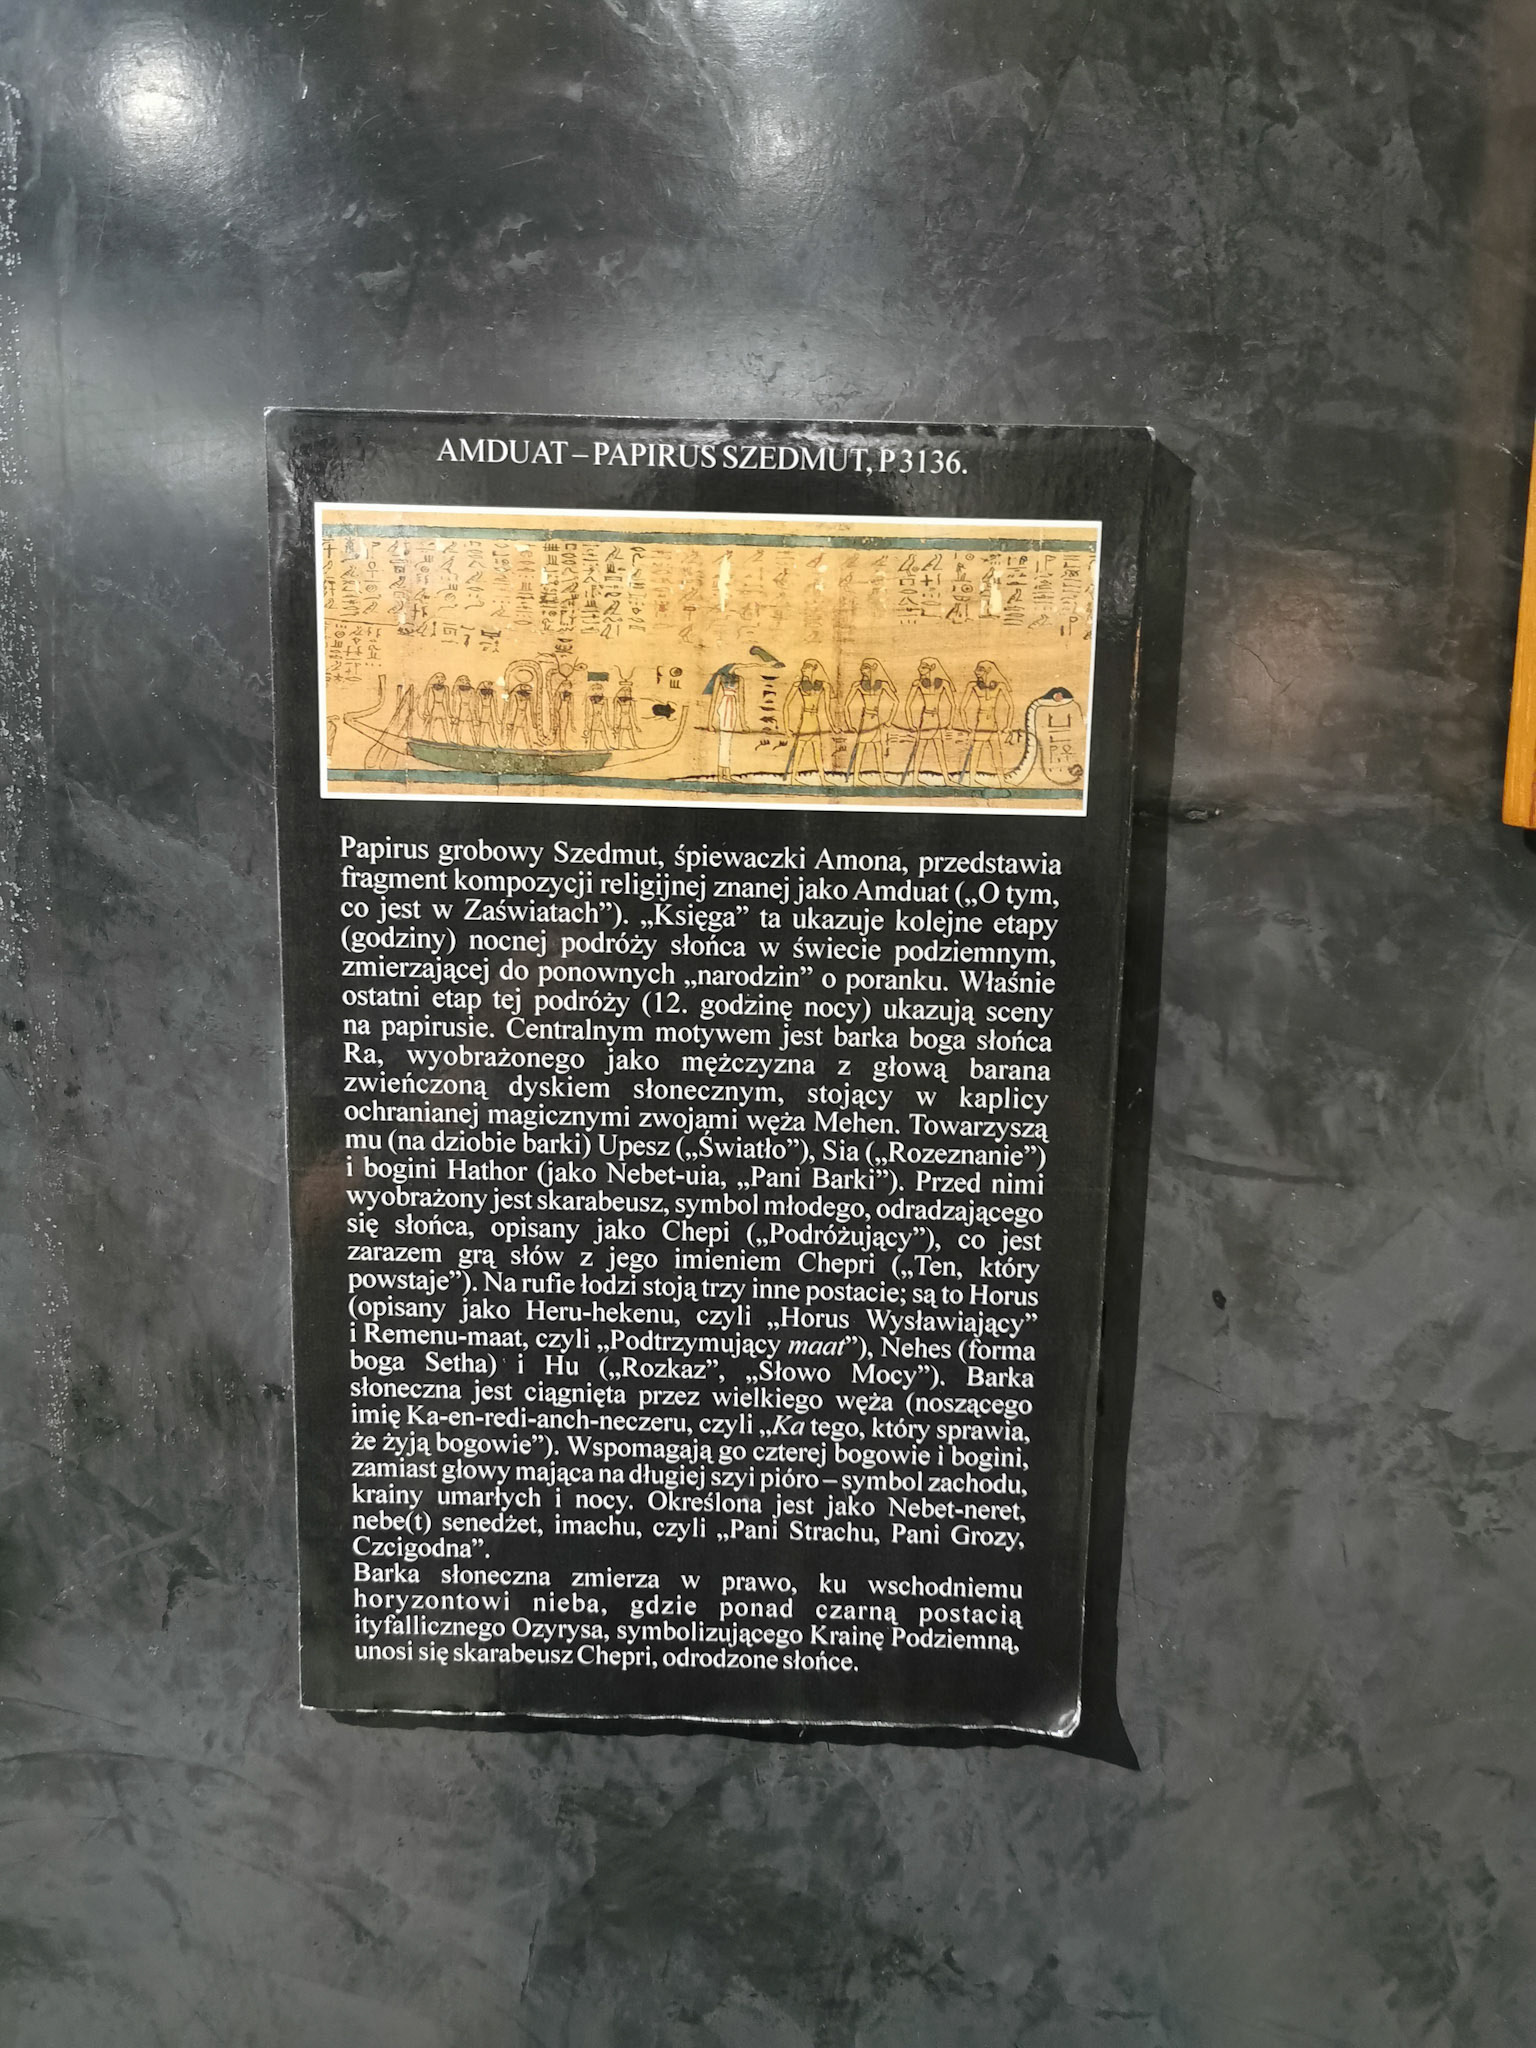 AMDUAT – PAPIRUS SZEDMUT, P 3136.
Papirus grobowy Szedmut, śpiewaczki Amona, przedstawia
fragment kompozycji religijnej znanej jako Amduat („O tym,
co jest w Zaświatach”). „Księga” ta ukazuje kolejne etapy
(godziny) nocnej podróży słońca w świecie podziemnym,
zmierzającej do ponownych „narodzin” o poranku. Właśnie
ostatni etap tej podróży (12. godzinę nocy) ukazują sceny
na papirusie. Centralnym motywem jest barka boga słońca
Ra, wyobrażonego jako mężczyzna z głową barana
zwieńczoną dyskiem słonecznym, stojący w kaplicy
ochranianej magicznymi zwojami węża Mehen. Towarzyszą
mu (na dziobie barki) Upesz („Światło”), Sia („Rozeznanie”)
i bogini Hathor (jako Nebet-uia, „Pani Barki”). Przed nimi
wyobrażony jest skarabeusz, symbol młodego, odradzającego
się słońca, opisany jako Chepi („Podróżujący”), co jest
zarazem grą słów z jego imieniem Chepri („Ten, który
powstaje”). Na rufie łodzi stoją trzy inne postacie; są to Horus
(opisany jako Heru-hekenu, czyli „Horus Wysławiający”
i Remenu-maat, czyli „Podtrzymujący maat”), Nehes (forma
boga Setha) i Hu („Rozkaz”, „Słowo Mocy”). Barka
słoneczna jest ciągnięta przez wielkiego węża (noszącego
imię Ka-en-redi-anch-neczeru, czyli „Ka tego, który sprawia,
że żyją bogowie”). Wspomagają go czterej bogowie i bogini,
zamiast głowy mająca na długiej szyi pióro – symbol zachodu,
krainy umarłych i nocy. Określona jest jako Nebet-neret,
nebe(t) senedżet, imachu, czyli „Pani Strachu, Pani Grozy,
Czcigodna”.
Barka słoneczna zmierza w prawo, ku wschodniemu
horyzontowi nieba, gdzie ponad czarną postacią
ityfallicznego Ozyrysa, symbolizującego Krainę Podziemną,
unosi się skarabeusz Chepri, odrodzone słońce.